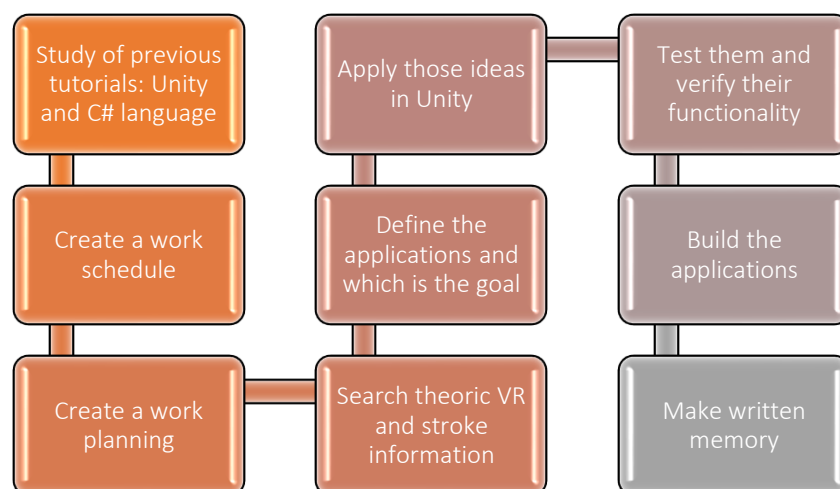 Study of previous
tutorials: Unity
and C# language
Create a work
schedule
Create a work
planning
Search theoric VR
and stroke
information
Define the
applications and
which is the goal
Apply those ideas
in Unity
Test them and
verify their
functionality
Build the
applications
Make written
memory